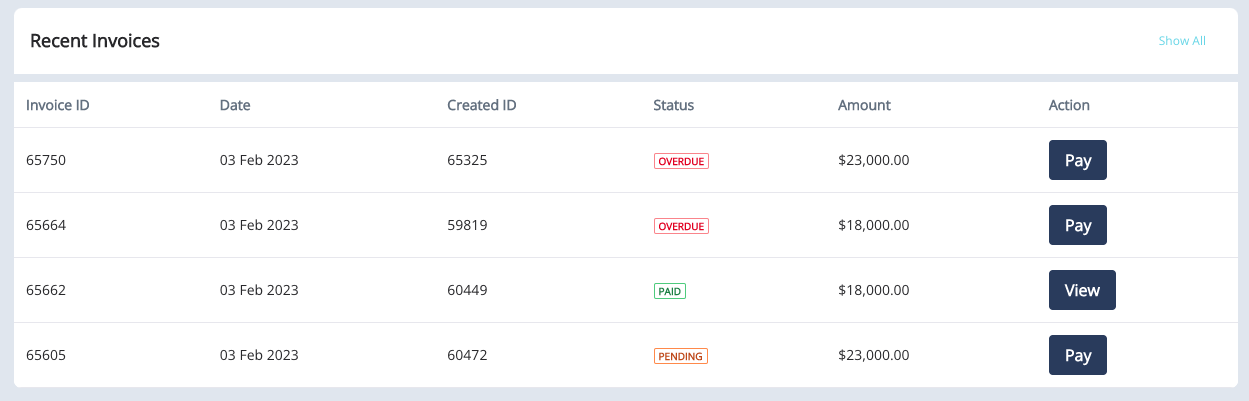 Recent Invoices Show All
Invoice ID Date Created ID Status Amount Action
65750 03 Feb 2023 65325 OVERDUE $23,000.00 Pay
65664 03 Feb 2023 59819 OVERDUE $18,000.00 Pay
65662 03 Feb 2023 60449 PAID $18,000.00 View
65605 03 Feb 2023 60472 PENDING $23,000.00 Pay